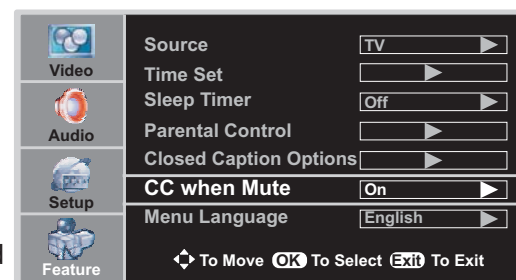 Video
Audio
Setup
Feature
Source TV
Time Set
Sleep Timer Off
Parental Control
Closed Caption Options
CC when Mute On
Menu Language English
To Move OK To Select Exit To Exit